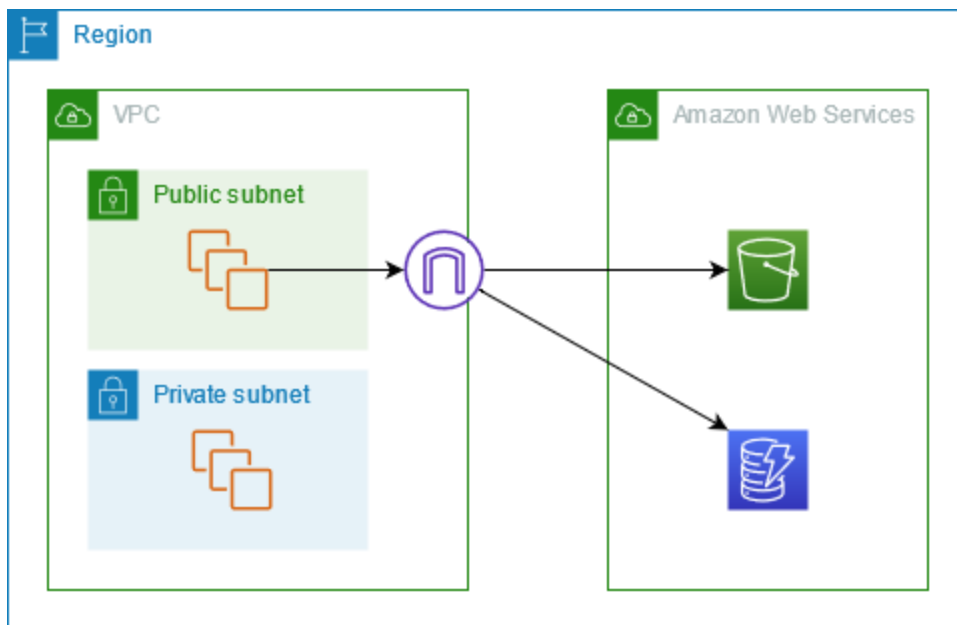 Region
VPC
Amazon Web Services
Public subnet
Private subnet